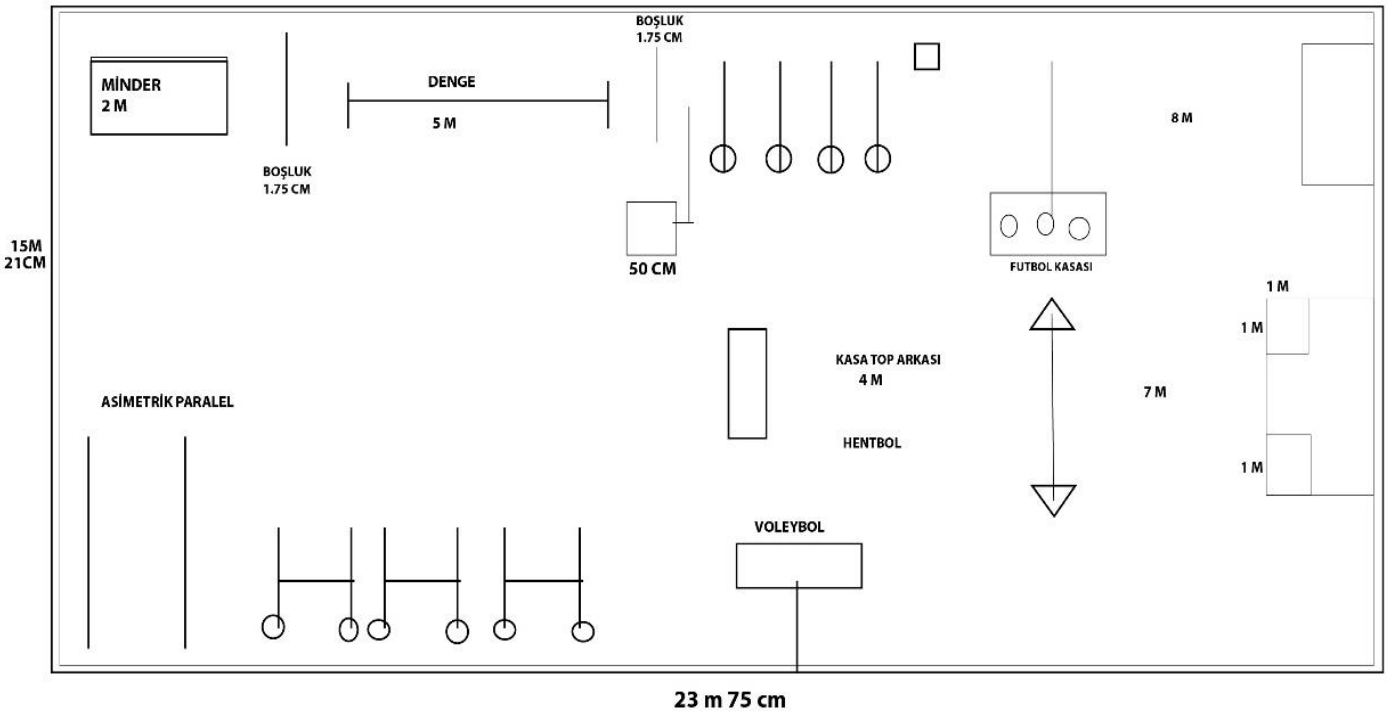 BOŞLUK
1.75 CM
MİNDER
2 M
DENGE
5 M
8 M
BOŞLUK
1.75 CM
15M
21CM
50 CM
FUTBOL KASASI
1 M
1 M
KASA TOP ARKASI
4 M
7 M
ASİMETRİK PARALEL
HENTBOL
1 M
VOLEYBOL
23 m 75 cm